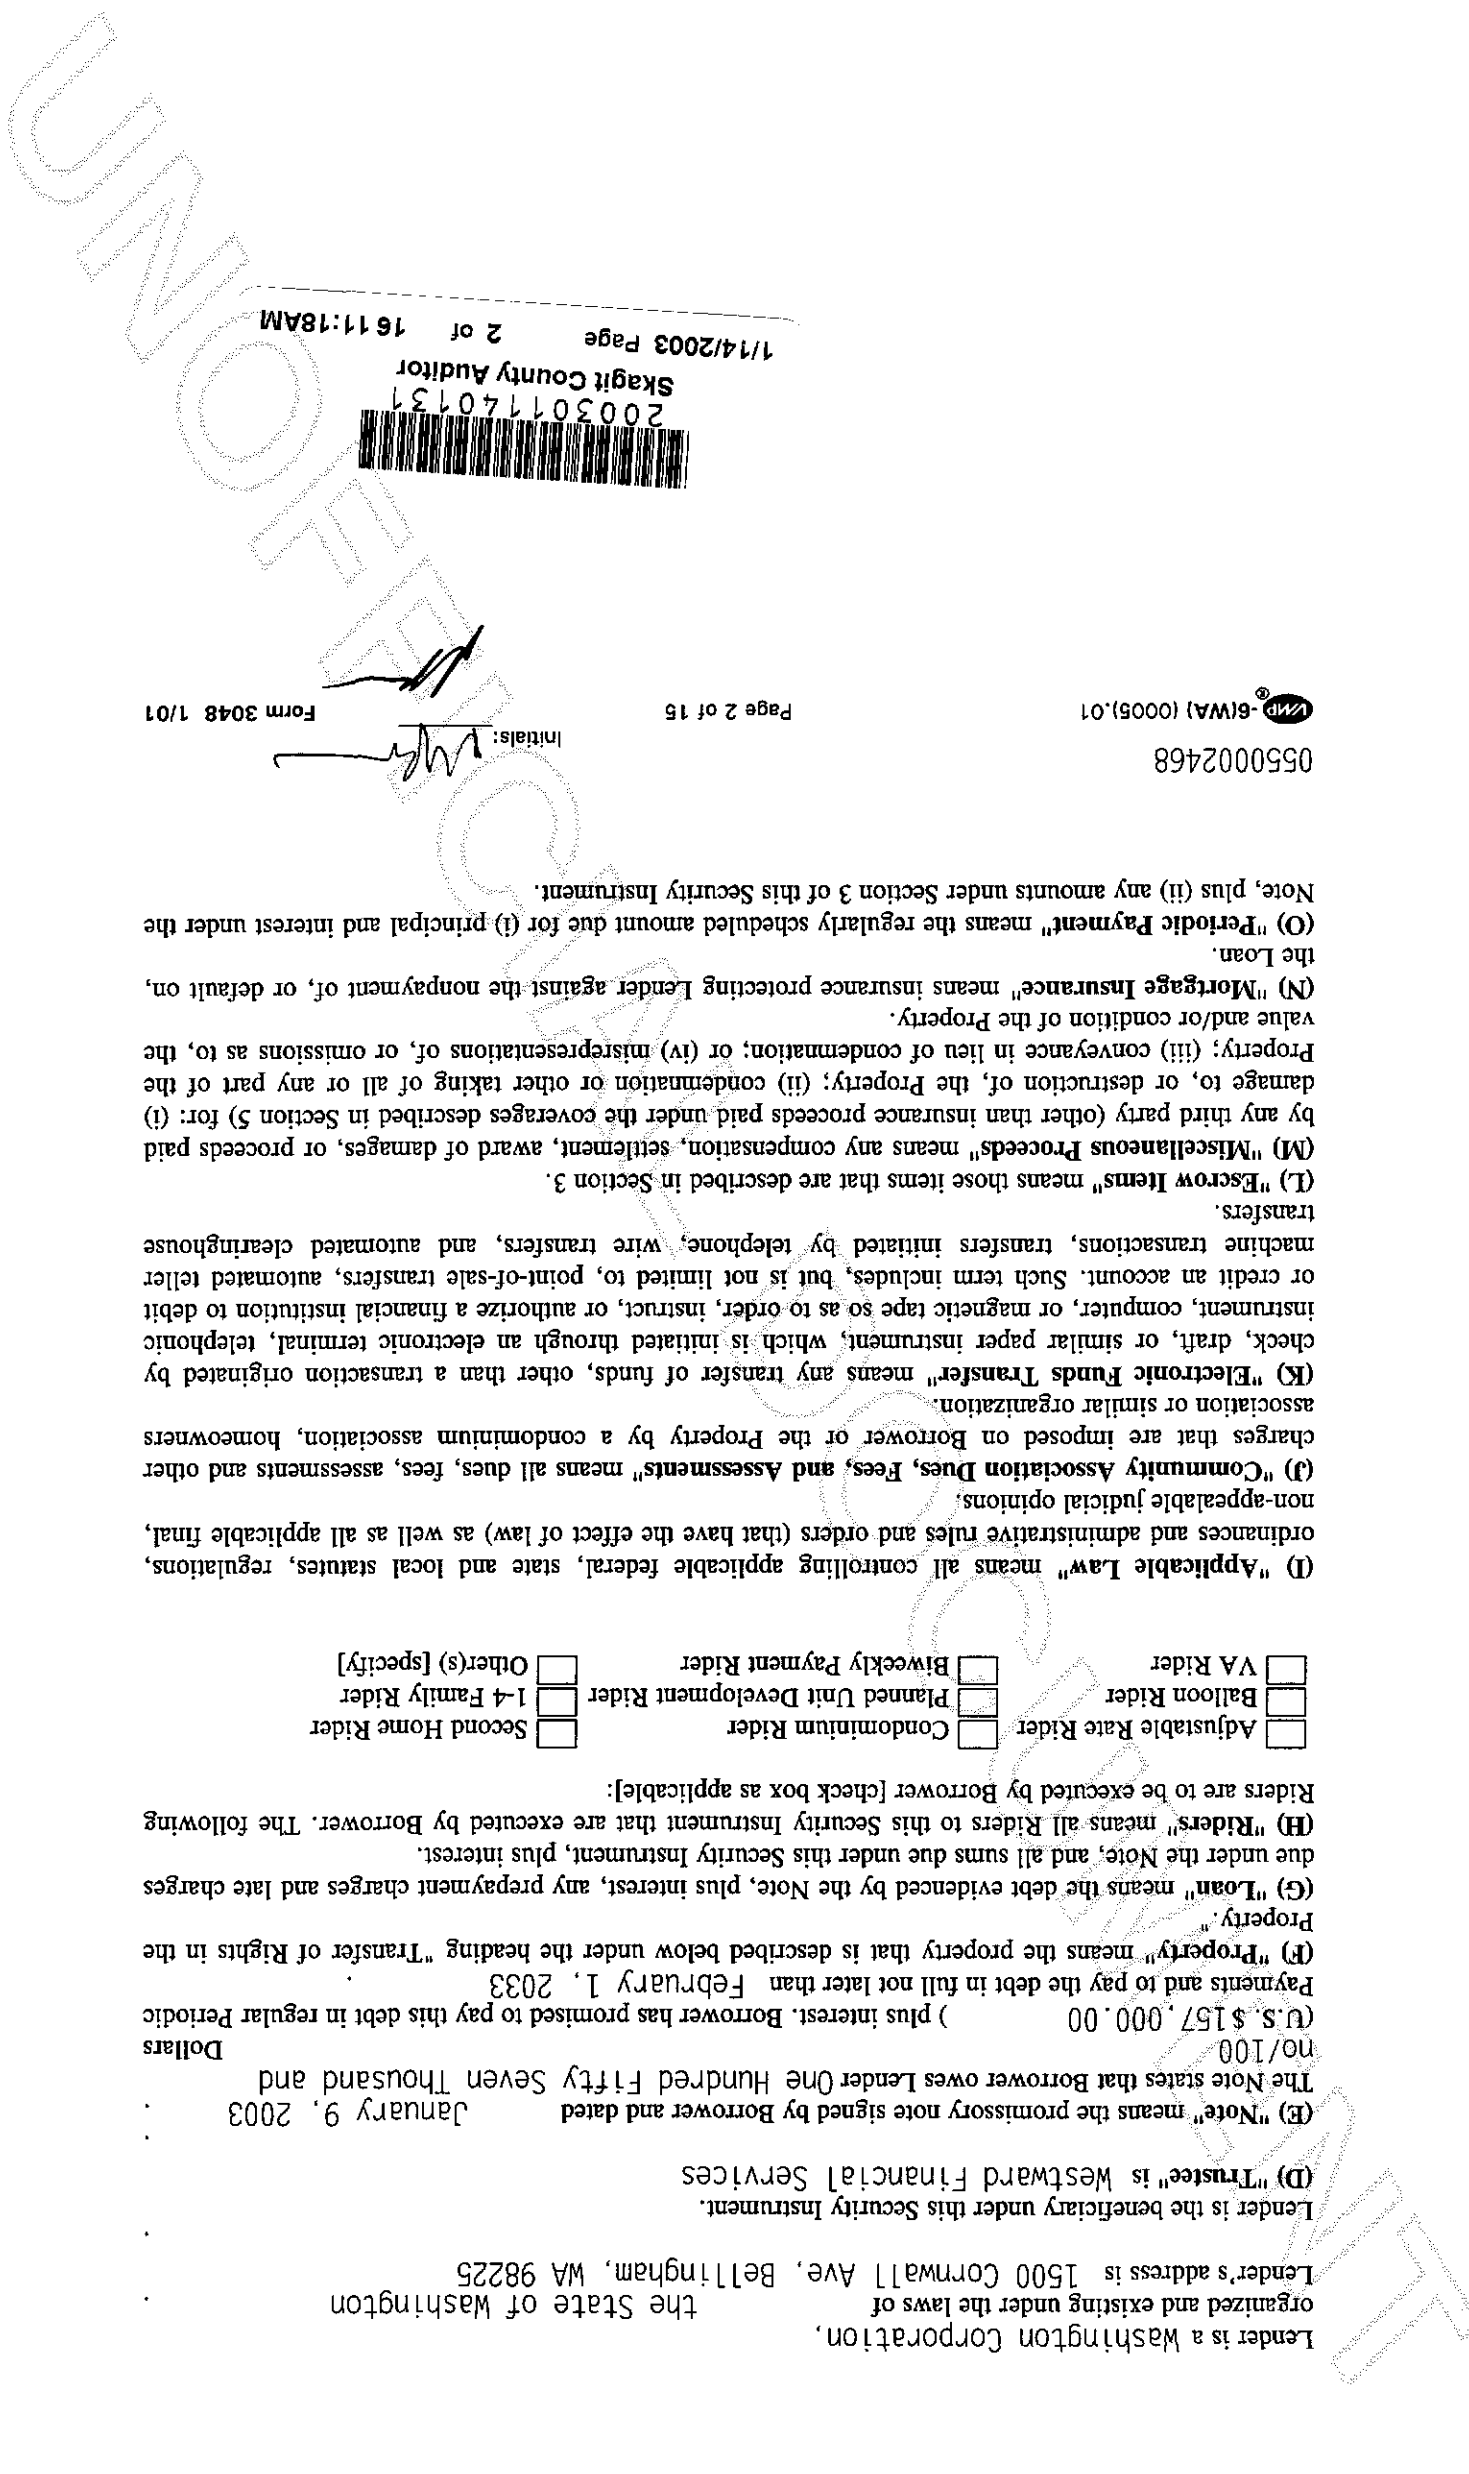 Lender is a Washington Corporation,
organized and existing under the laws of the State of Washington .
Lender's address is 1500 Cornwall Ave, Bellingham, WA 98225
.
Lender is the beneficiary under this Security Instrument.
(D) "Trustee" is Westward Financial Services
.
(E) "Note" means the promissory note signed by Borrower and dated January 9, 2003 .
The Note states that Borrower owes Lender One Hundred Fifty Seven Thousand and
no/100 Dollars
(U.S. $157,000.00 ) plus interest. Borrower has promised to pay this debt in regular Periodic
Payments and to pay the debt in full not later than February 1, 2033 .
(F) "Property" means the property that is described below under the heading "Transfer of Rights in the
Property."
(G) "Loan" means the debt evidenced by the Note, plus interest, any prepayment charges and late charges
due under the Note, and all sums due under this Security Instrument, plus interest.
(H) "Riders" means all Riders to this Security Instrument that are executed by Borrower. The following
Riders are to be executed by Borrower [check box as applicable]:
Adjustable Rate Rider Condominium Rider Second Home Rider
Balloon Rider Planned Unit Development Rider 1-4 Family Rider
VA Rider Biweekly Payment Rider Other(s) [specify]
(I) "Applicable Law" means all controlling applicable federal, state and local statutes, regulations,
ordinances and administrative rules and orders (that have the effect of law) as well as all applicable final,
non-appealable judicial opinions.
(J) "Community Association Dues, Fees, and Assessments" means all dues, fees, assessments and other
charges that are imposed on Borrower or the Property by a condominium association, homeowners
association or similar organization.
(K) "Electronic Funds Transfer" means any transfer of funds, other than a transaction originated by
check, draft, or similar paper instrument, which is initiated through an electronic terminal, telephonic
instrument, computer, or magnetic tape so as to order, instruct, or authorize a financial institution to debit
or credit an account. Such term includes, but is not limited to, point-of-sale transfers, automated teller
machine transactions, transfers initiated by telephone, wire transfers, and automated clearinghouse
transfers.
(L) "Escrow Items" means those items that are described in Section 3.
(M) "Miscellaneous Proceeds" means any compensation, settlement, award of damages, or proceeds paid
by any third party (other than insurance proceeds paid under the coverages described in Section 5) for: (i)
damage to, or destruction of, the Property; (ii) condemnation or other taking of all or any part of the
Property; (iii) conveyance in lieu of condemnation; or (iv) misrepresentations of, or omissions as to, the
value and/or condition of the Property.
(N) "Mortgage Insurance" means insurance protecting Lender against the nonpayment of, or default on,
the Loan.
(O) "Periodic Payment" means the regularly scheduled amount due for (i) principal and interest under the
Note, plus (ii) any amounts under Section 3 of this Security Instrument.
0550002468
Initials:
VMP®-6(WA) (0005).01 Page 2 of 15 Form 3048 1/01
200301140131
Skagit County Auditor
1/14/2003 Page 2 of 16 11:18AM
UNOFFICIAL DOCUMENT